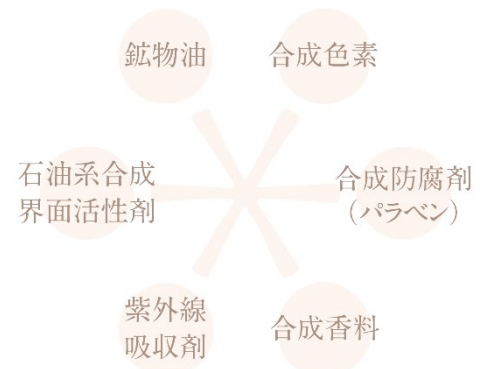 鉱物油
合成色素
石油系合成
界面活性剤
合成防腐剤
（パラベン）
紫外線
吸収剤
合成香料